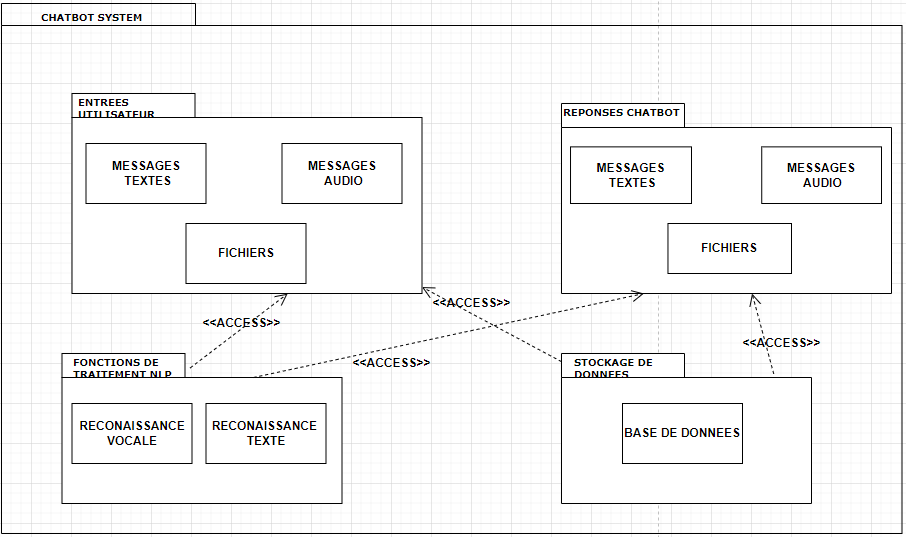 CHATBOT SYSTEM
ENTREES
UTILISATEUR
MESSAGES
TEXTES
MESSAGES
AUDIO
FICHIERS
REPONSES CHATBOT
MESSAGES
TEXTES
MESSAGES
AUDIO
FICHIERS
<<ACCESS>>
<<ACCESS>>
<<ACCESS>>
<<ACCESS>>
FONCTIONS DE
TRAITEMENT NLP
RECONAISSANCE
VOCALE
RECONAISSANCE
TEXTE
STOCKAGE DE
DONNEES
BASE DE DONNEES